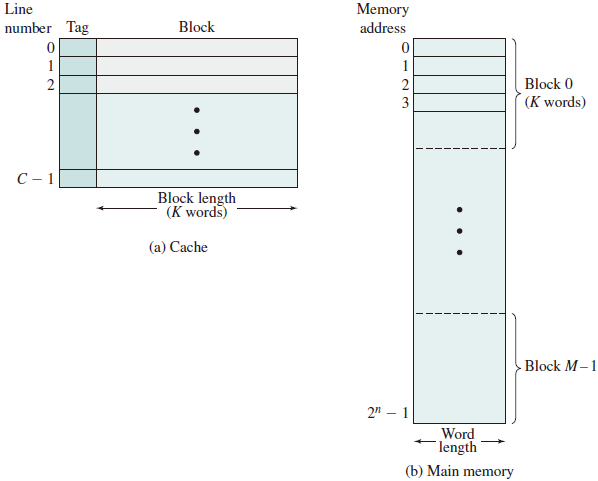 Line
number Tag Block
0
1
2
C – 1
Block length
(K words)
(a) Cache
Memory
address
0
1
2
3
Block 0
(K words)
Block M – 1
2ⁿ – 1
Word
length
(b) Main memory